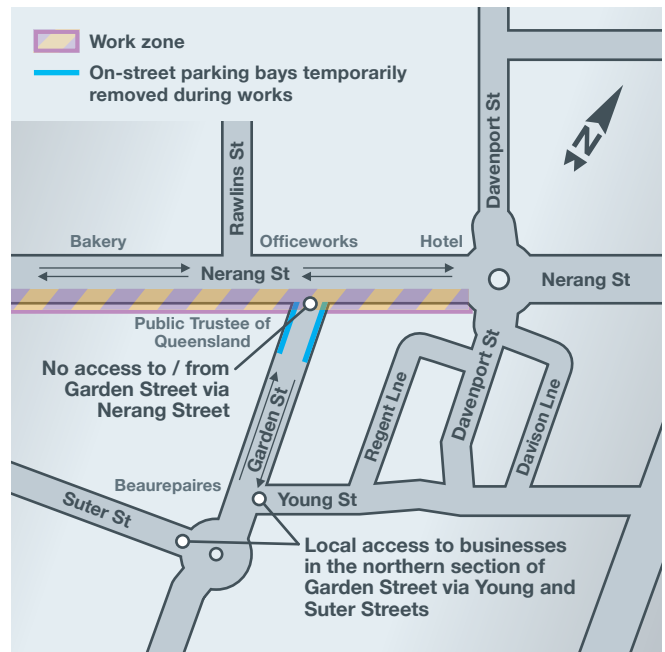 Work zone
On-street parking bays temporarily
removed during works
Davenport St
N
Rawlins St
Bakery
Officeworks
Hotel
Nerang St
Nerang St
Public Trustee of
Queensland
No access to / from
Garden Street via
Nerang Street
Garden St
Regent Lne
Davenport St
Davison Lne
Beaurepaires
Suter St
Young St
Local access to businesses
in the northern section of
Garden Street via Young and
Suter Streets